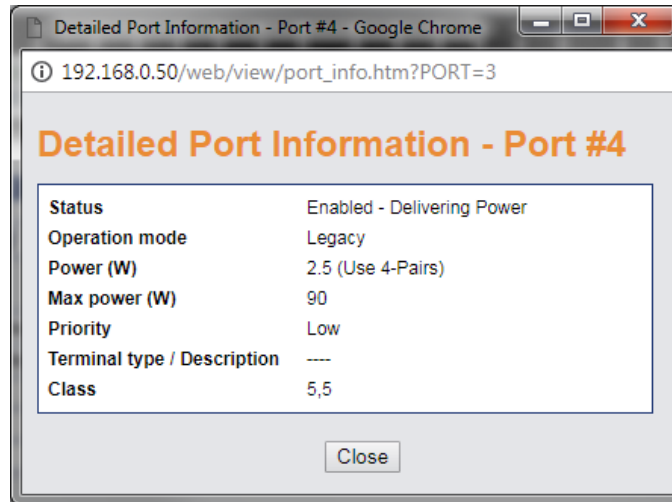 Detailed Port Information - Port #4 - Google Chrome
192.168.0.50/web/view/port_info.htm?PORT=3
Detailed Port Information - Port #4
Status Enabled - Delivering Power
Operation mode Legacy
Power (W) 2.5 (Use 4-Pairs)
Max power (W) 90
Priority Low
Terminal type / Description ----
Class 5,5
Close